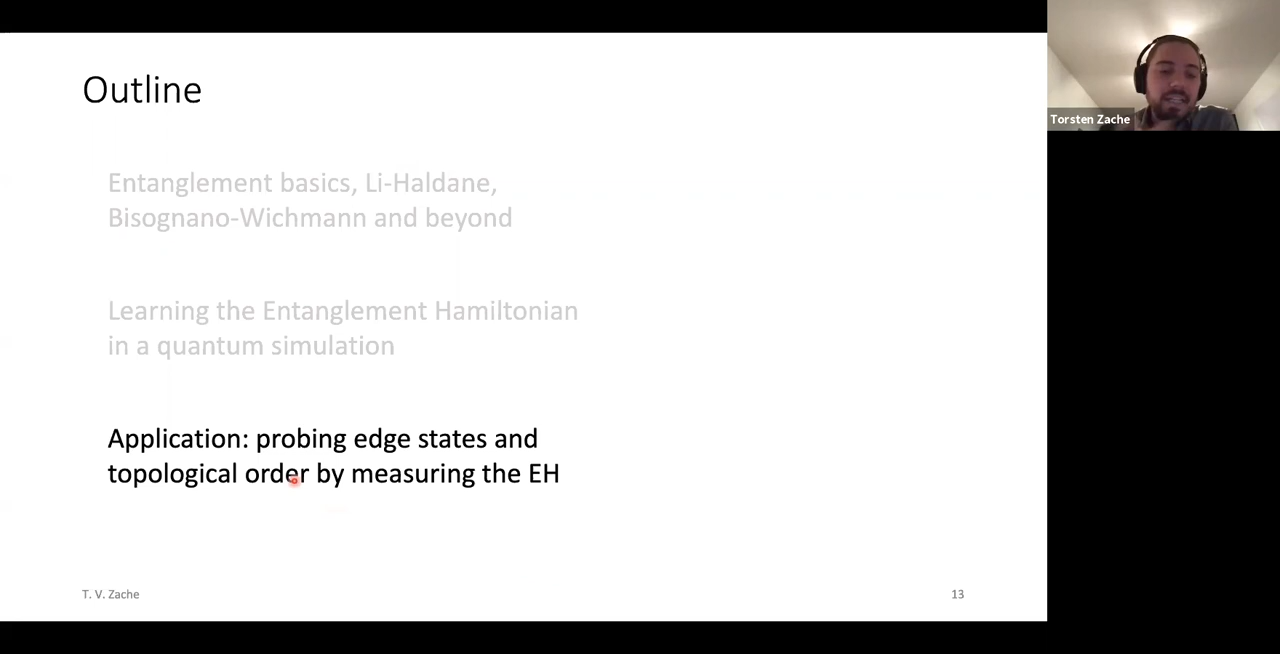 Outline
Entanglement basics, Li-Haldane,
Bisognano-Wichmann and beyond
Learning the Entanglement Hamiltonian
in a quantum simulation
Application: probing edge states and
topological order by measuring the EH
T. V. Zache
13
Torsten Zache